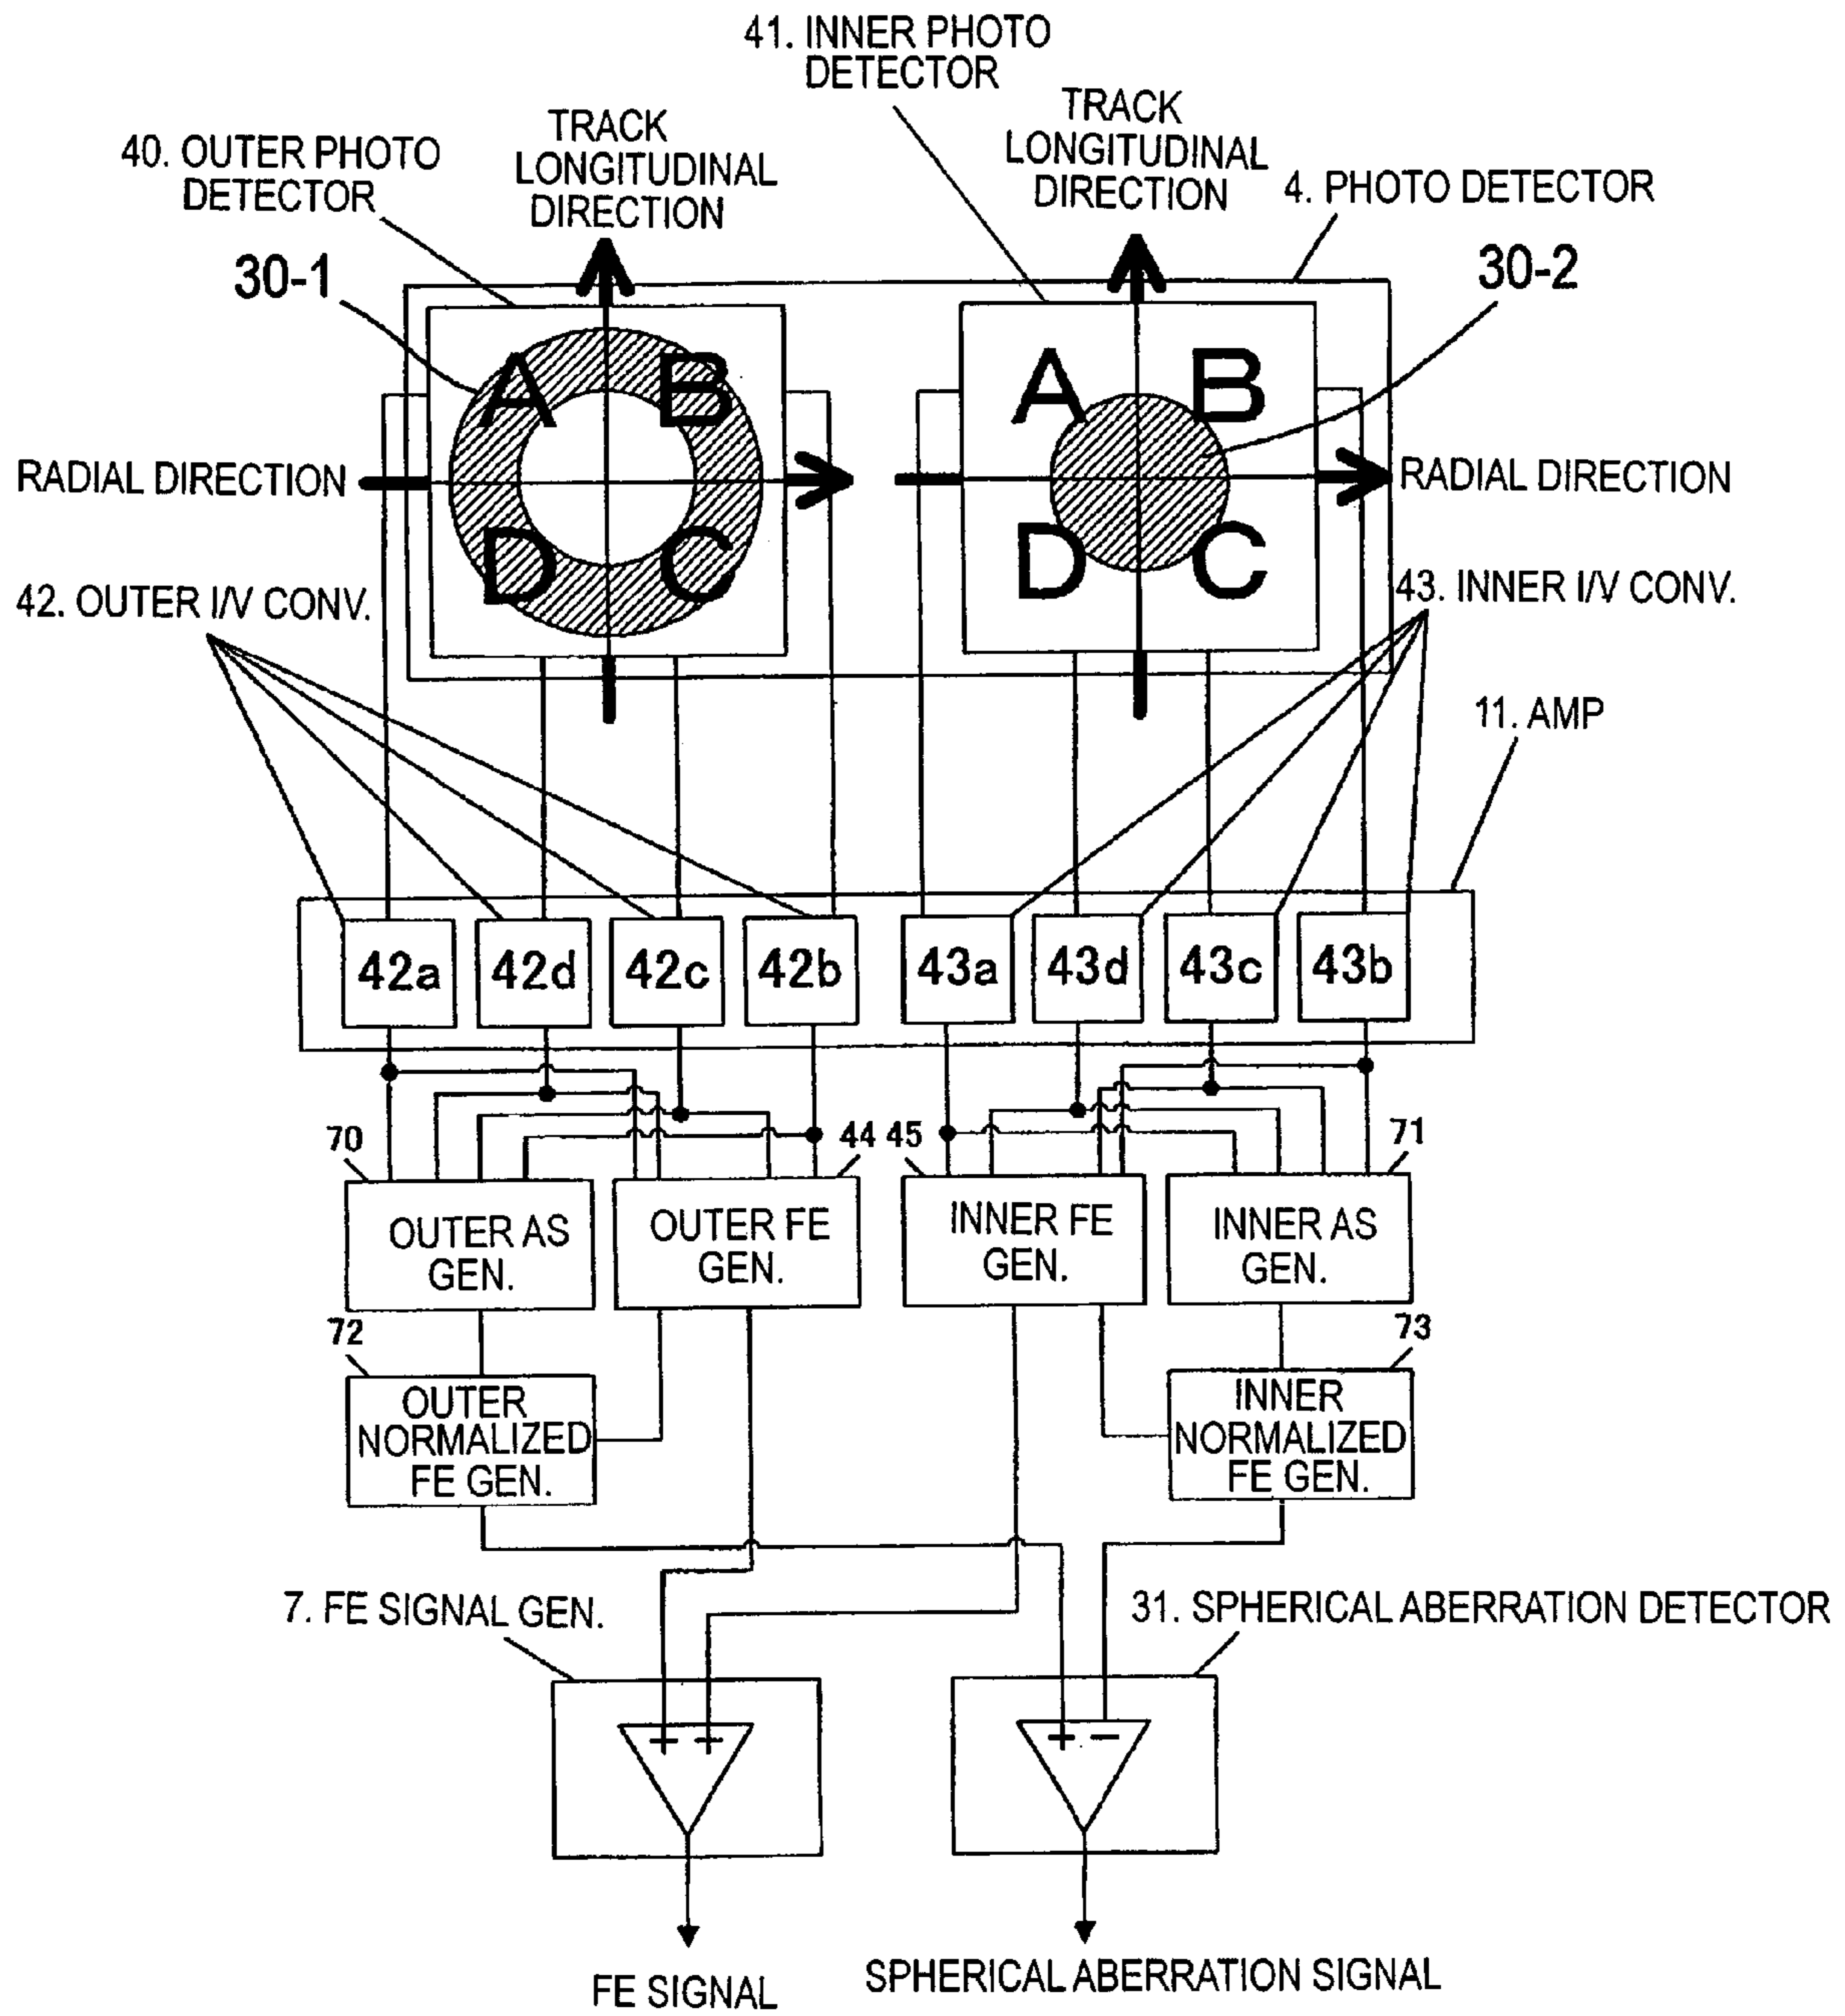 41. INNER PHOTO
DETECTOR
TRACK
LONGITUDINAL
DIRECTION
TRACK
LONGITUDINAL
DIRECTION
40. OUTER PHOTO
DETECTOR
4. PHOTO DETECTOR
30-1
30-2
A B
A B
RADIAL DIRECTION
RADIAL DIRECTION
D C
D C
42. OUTER I/V CONV.
43. INNER I/V CONV.
11. AMP
42a 42d 42c 42b 43a 43d 43c 43b
70 44 45 71
OUTER AS
GEN.
OUTER FE
GEN.
INNER FE
GEN.
INNER AS
GEN.
72 73
OUTER
NORMALIZED
FE GEN.
INNER
NORMALIZED
FE GEN.
7. FE SIGNAL GEN.
31. SPHERICAL ABERRATION DETECTOR
+ +
+ −
FE SIGNAL
SPHERICAL ABERRATION SIGNAL